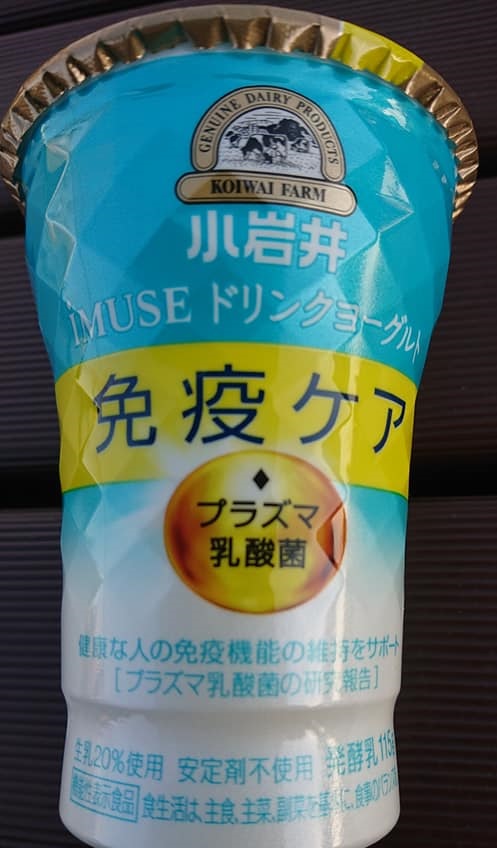 GENUINE DAIRY PRODUCTS
KOIWAI FARM
小岩井
iMUSE ドリンクヨーグルト
免疫ケア
プラズマ
乳酸菌
健康な人の免疫機能の維持をサポート
[プラズマ乳酸菌の研究報告]
生乳20%使用 安定剤不使用 発酵乳 115g
機能性表示食品 食生活は、主食、主菜、副菜を基本に、食事のバラン